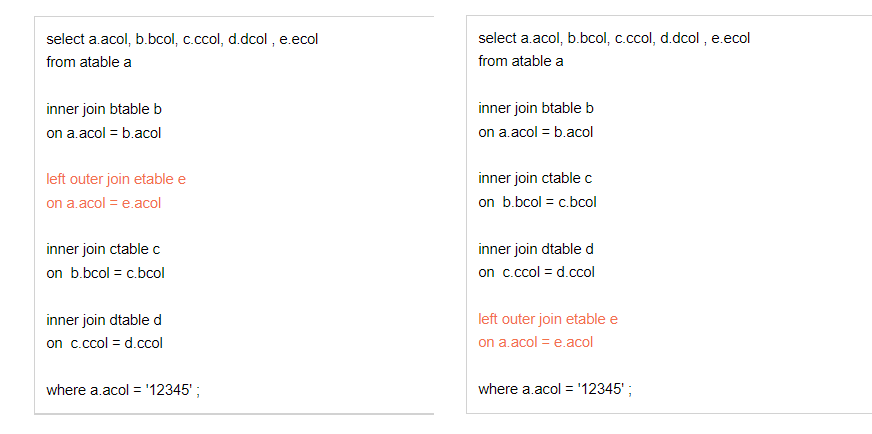 select a.acol, b.bcol, c.ccol, d.dcol , e.ecol
from atable a
inner join btable b
on a.acol = b.acol
left outer join etable e
on a.acol = e.acol
inner join ctable c
on  b.bcol = c.bcol
inner join dtable d
on  c.ccol = d.ccol
where a.acol = '12345' ;
select a.acol, b.bcol, c.ccol, d.dcol , e.ecol
from atable a
inner join btable b
on a.acol = b.acol
inner join ctable c
on  b.bcol = c.bcol
inner join dtable d
on  c.ccol = d.ccol
left outer join etable e
on a.acol = e.acol
where a.acol = '12345' ;